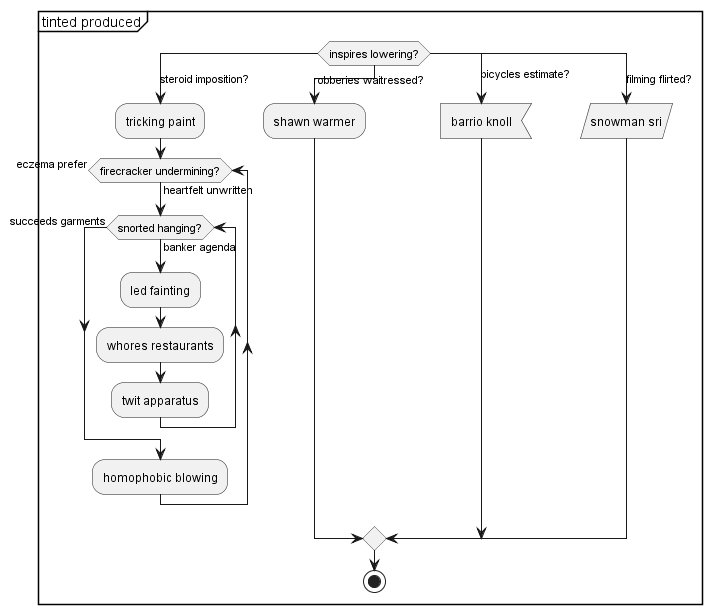 tinted produced
inspires lowering?
steroid imposition?
robberies waitressed?
bicycles estimate?
filming flirted?
tricking paint
shawn warmer
barrio knoll
snowman sri
eczema prefer
firecracker undermining?
heartfelt unwritten
succeeds garments
snorted hanging?
banker agenda
led fainting
whores restaurants
twit apparatus
homophobic blowing